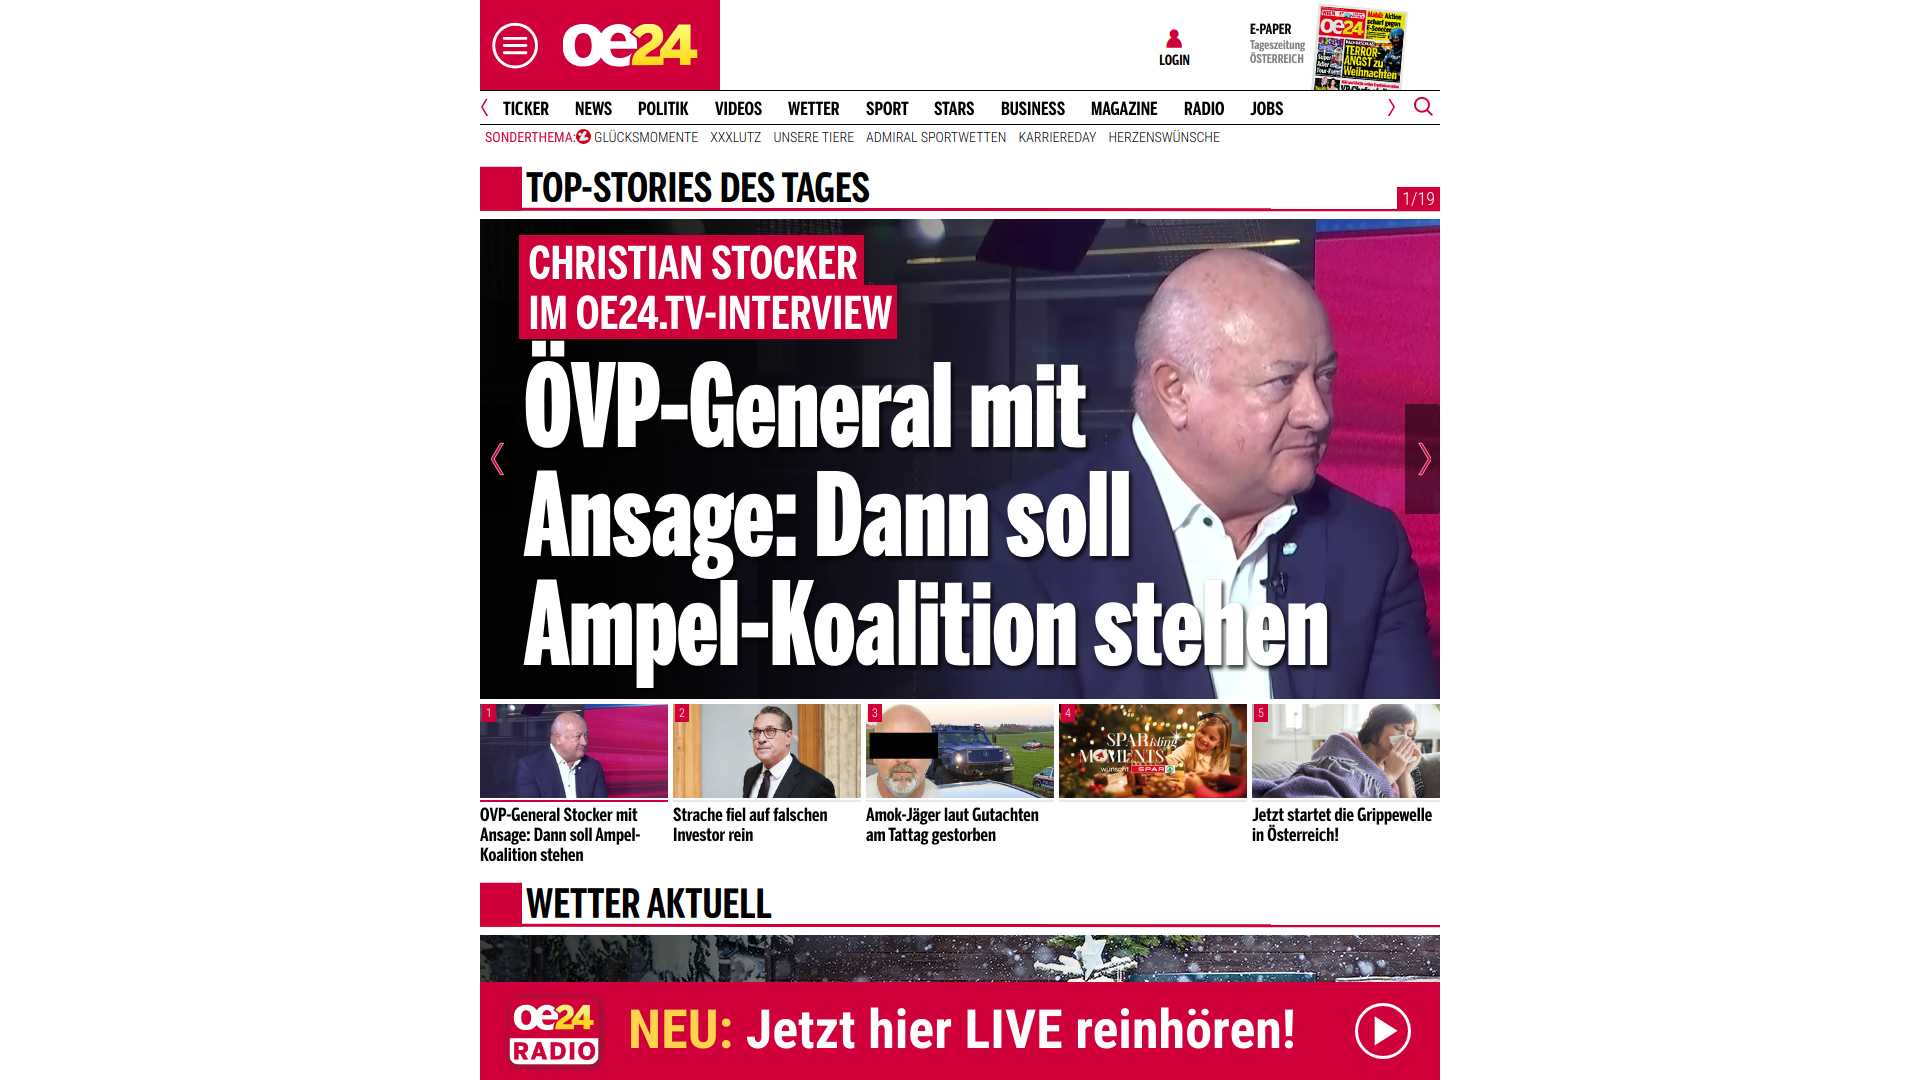 oe24
LOGIN
E-PAPER
Tageszeitung
ÖSTERREICH
oe24
TERROR-
ANGST zu
Weihnachten
TICKER NEWS POLITIK VIDEOS WETTER SPORT STARS BUSINESS MAGAZINE RADIO JOBS
SONDERTHEMA: GLÜCKSMOMENTE XXXLUTZ UNSERE TIERE ADMIRAL SPORTWETTEN KARRIEREDAY HERZENSWÜNSCHE
TOP-STORIES DES TAGES
1/19
CHRISTIAN STOCKER
IM OE24.TV-INTERVIEW
ÖVP-General mit
Ansage: Dann soll
Ampel-Koalition stehen
1
2
3
4
5
SPARkling
MOMENTS
wünscht SPAR
ÖVP-General Stocker mit
Ansage: Dann soll Ampel-
Koalition stehen
Strache fiel auf falschen
Investor rein
Amok-Jäger laut Gutachten
am Tattag gestorben
Jetzt startet die Grippewelle
in Österreich!
WETTER AKTUELL
oe24
RADIO
NEU: Jetzt hier LIVE reinhören!